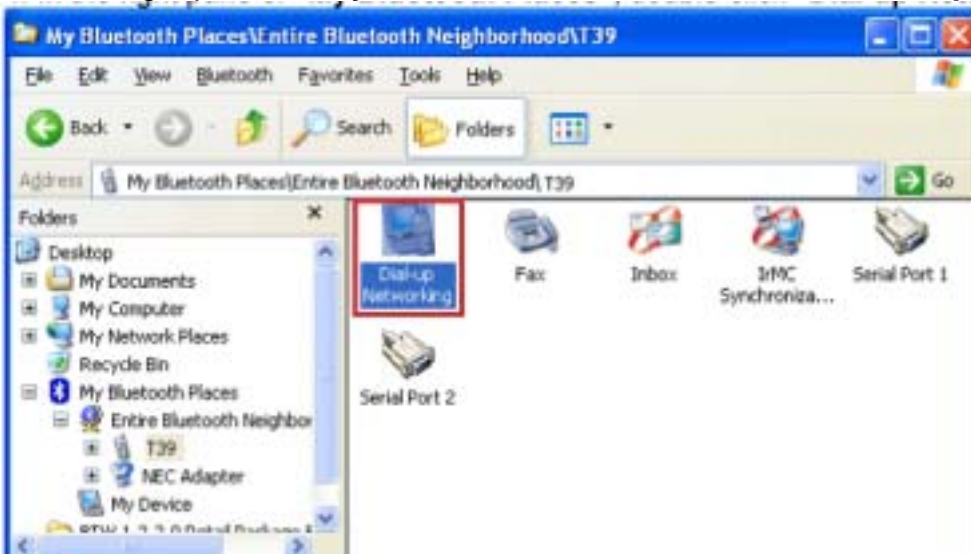 My Bluetooth Places\Entire Bluetooth Neighborhood\T39
File Edit View Bluetooth Favorites Tools Help
Back Search Folders
Address My Bluetooth Places\Entire Bluetooth Neighborhood\T39 Go
Folders
Desktop
My Documents
My Computer
My Network Places
Recycle Bin
My Bluetooth Places
Entire Bluetooth Neighbor
T39
NEC Adapter
My Device
Dial-up Networking
Fax
Inbox
IrMC Synchroniza...
Serial Port 1
Serial Port 2